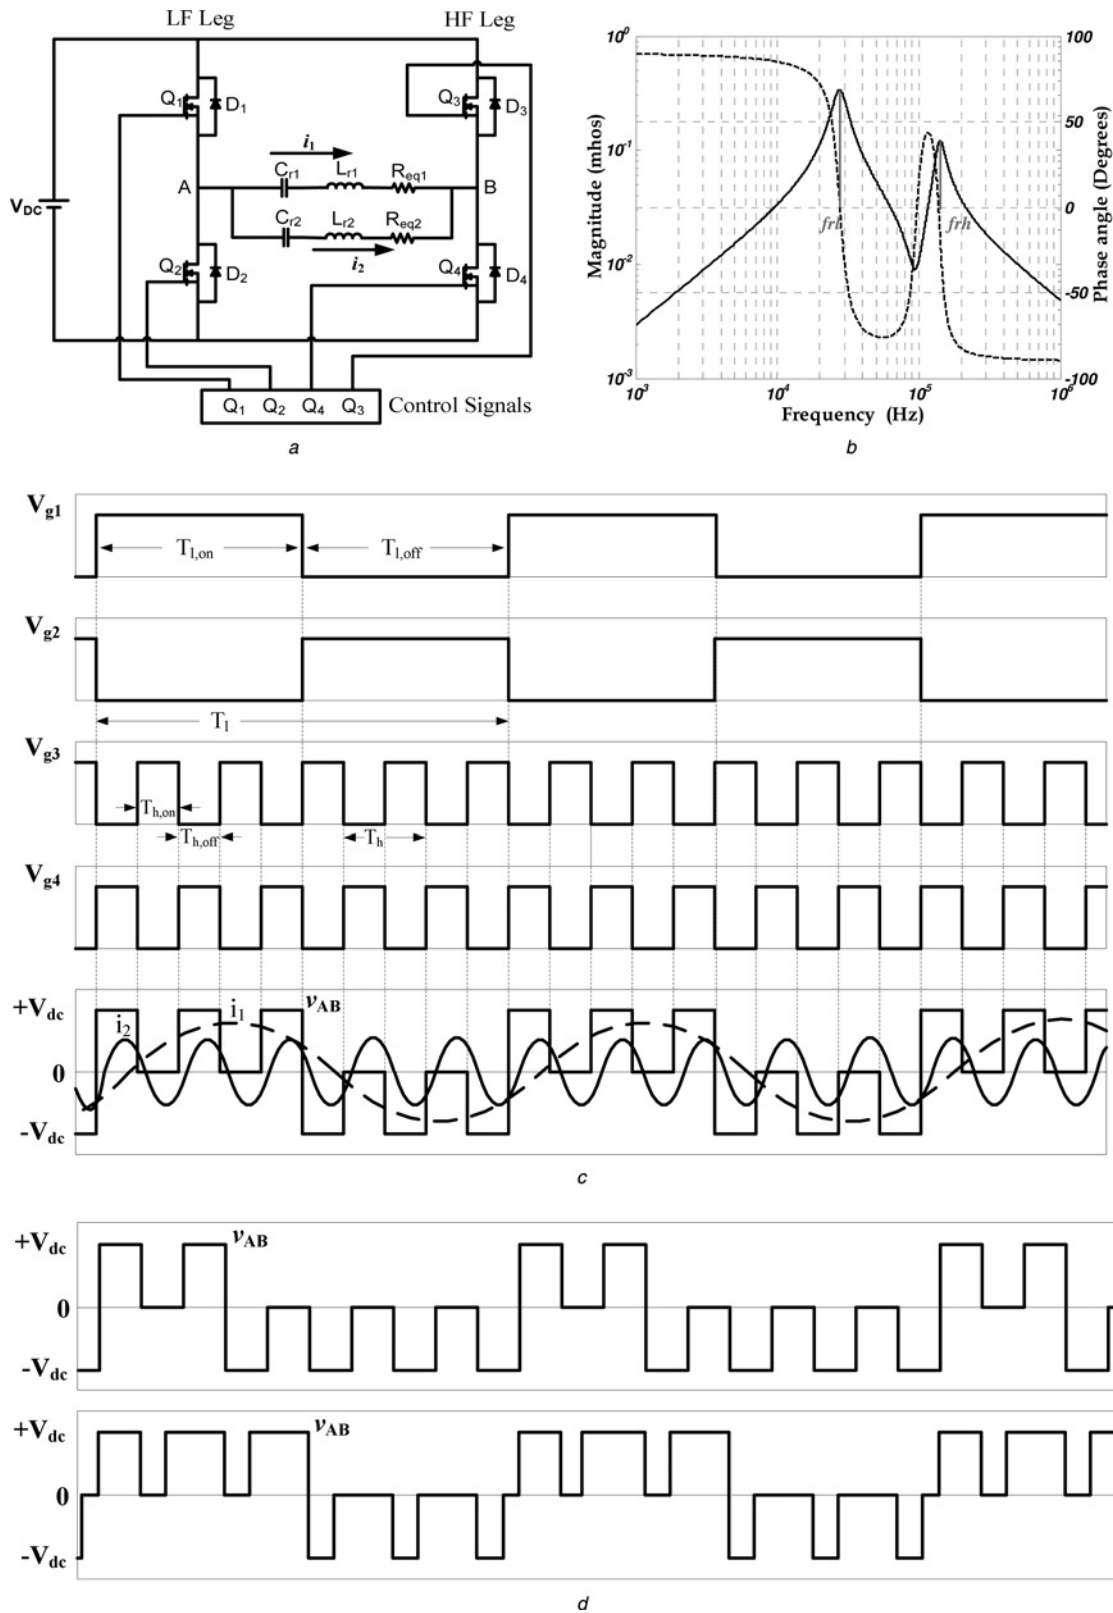 LF Leg
HF Leg
Q1
D1
Q3
D3
i1
Cr1
Lr1
Req1
A
B
VDC
Cr2
Lr2
Req2
i2
Q2
D2
Q4
D4
Q1 Q2 Q4 Q3
Control Signals
a
Magnitude (mhos)
10^0
10^-1
10^-2
10^-3
frl
frh
100
50
0
-50
-100
Phase angle (Degrees)
10^3
10^4
10^5
10^6
Frequency (Hz)
b
Vg1
Tl,on
Tl,off
Vg2
Tl
Vg3
Th,on
Th,off
Th
Vg4
+Vdc
i2
i1
vAB
0
-Vdc
c
+Vdc
vAB
0
-Vdc
+Vdc
vAB
0
-Vdc
d